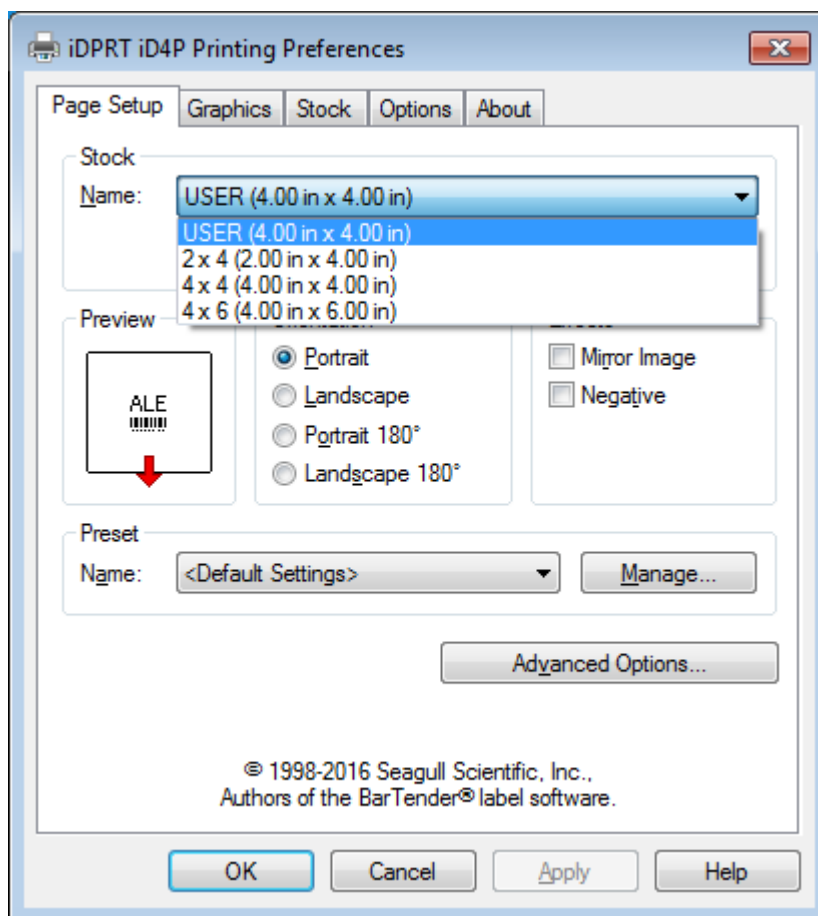 iDPRT iD4P Printing Preferences
Page Setup Graphics Stock Options About
Stock
Name: USER (4.00 in x 4.00 in)
USER (4.00 in x 4.00 in)
2 x 4 (2.00 in x 4.00 in)
4 x 4 (4.00 in x 4.00 in)
4 x 6 (4.00 in x 6.00 in)
Preview
ALE
Portrait
Landscape
Portrait 180°
Landscape 180°
Mirror Image
Negative
Preset
Name: <Default Settings> Manage...
Advanced Options...
© 1998-2016 Seagull Scientific, Inc.,
Authors of the BarTender® label software.
OK Cancel Apply Help